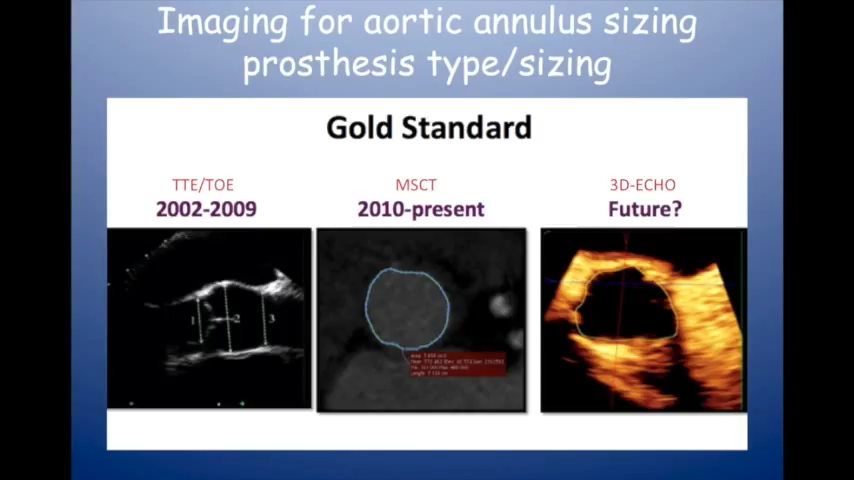 Imaging for aortic annulus sizing
prosthesis type/sizing
Gold Standard
TTE/TOE
2002-2009
MSCT
2010-present
3D-ECHO
Future?
1
2
3